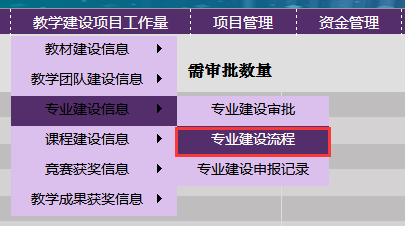 教学建设项目工作量 项目管理 资金管理
教材建设信息
需审批数量
教学团队建设信息
专业建设信息 专业建设审批
课程建设信息 专业建设流程
竞赛获奖信息 专业建设申报记录
教学成果获奖信息